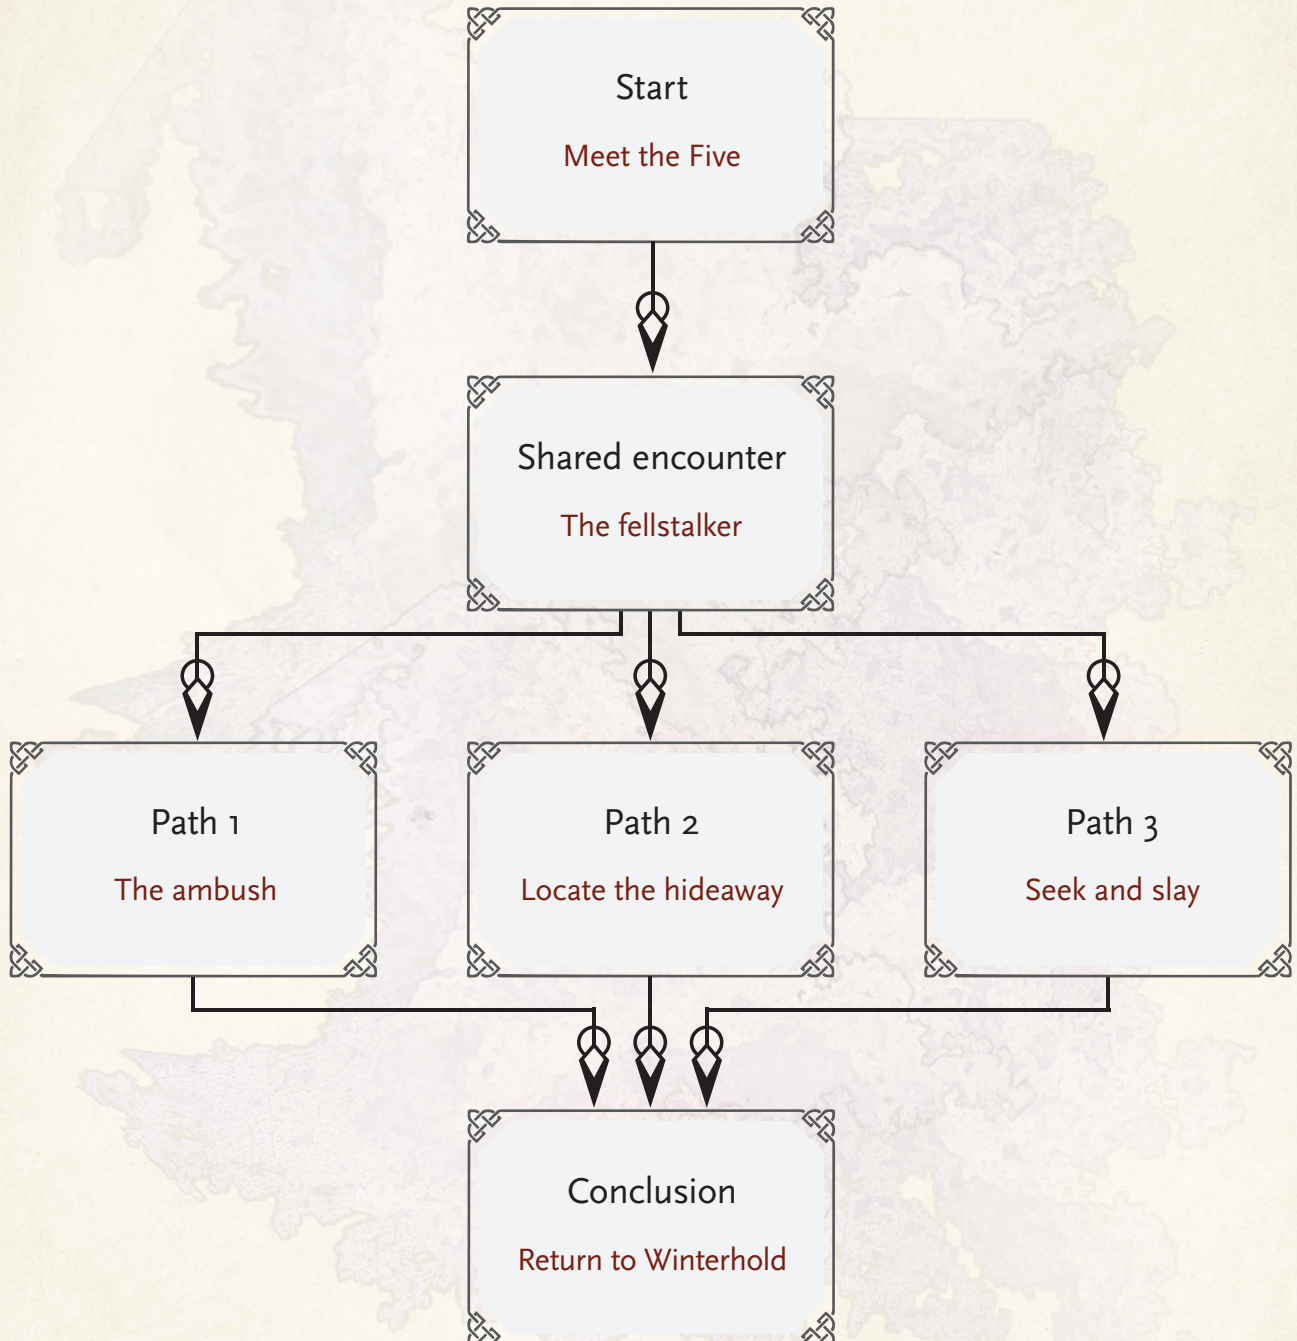 Start
Meet the Five
Shared encounter
The fellstalker
Path 1
The ambush
Path 2
Locate the hideaway
Path 3
Seek and slay
Conclusion
Return to Winterhold